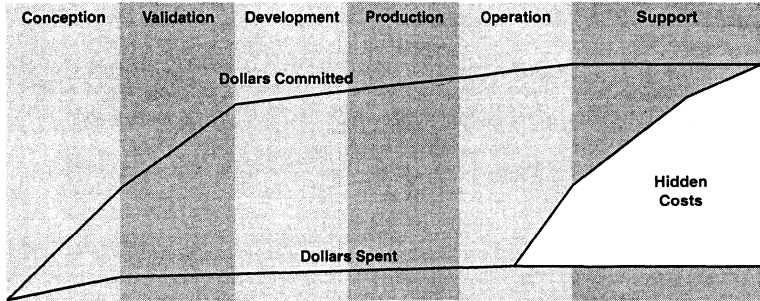 Conception Validation Development Production Operation Support
Dollars Committed
Hidden
Costs
Dollars Spent